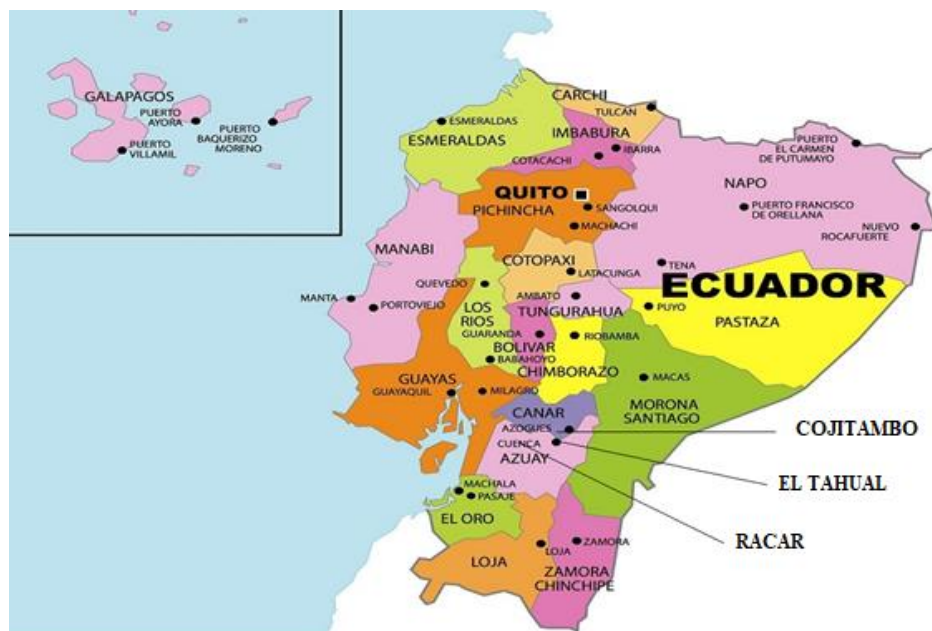 GALAPAGOS
PUERTO
AYORA
PUERTO
BAQUERIZO
MORENO
PUERTO
VILLAMIL
CARCHI
TULCAN
ESMERALDAS
ESMERALDAS
IMBABURA
IBARRA
COTACACHI
PUERTO
EL CARMEN
DE PUTUMAYO
QUITO
PICHINCHA
SANGOLQUI
MACHACHI
NAPO
PUERTO FRANCISCO
DE ORELLANA
NUEVO
ROCAFUERTE
MANABI
COTOPAXI
LATACUNGA
TENA
QUEVEDO
ECUADOR
MANTA
PORTOVIEJO
LOS
RIOS
AMBATO
TUNGURAHUA
PUYO
PASTAZA
GUARANDA
BOLIVAR
RIOBAMBA
BABAHOYO
CHIMBORAZO
GUAYAS
GUAYAQUIL
MILAGRO
MACAS
MORONA
SANTIAGO
CANAR
AZOGUES
COJITAMBO
CUENCA
AZUAY
EL TAHUAL
MACHALA
PASAJE
EL ORO
RACAR
LOJA
LOJA
ZAMORA
ZAMORA
CHINCHIPE